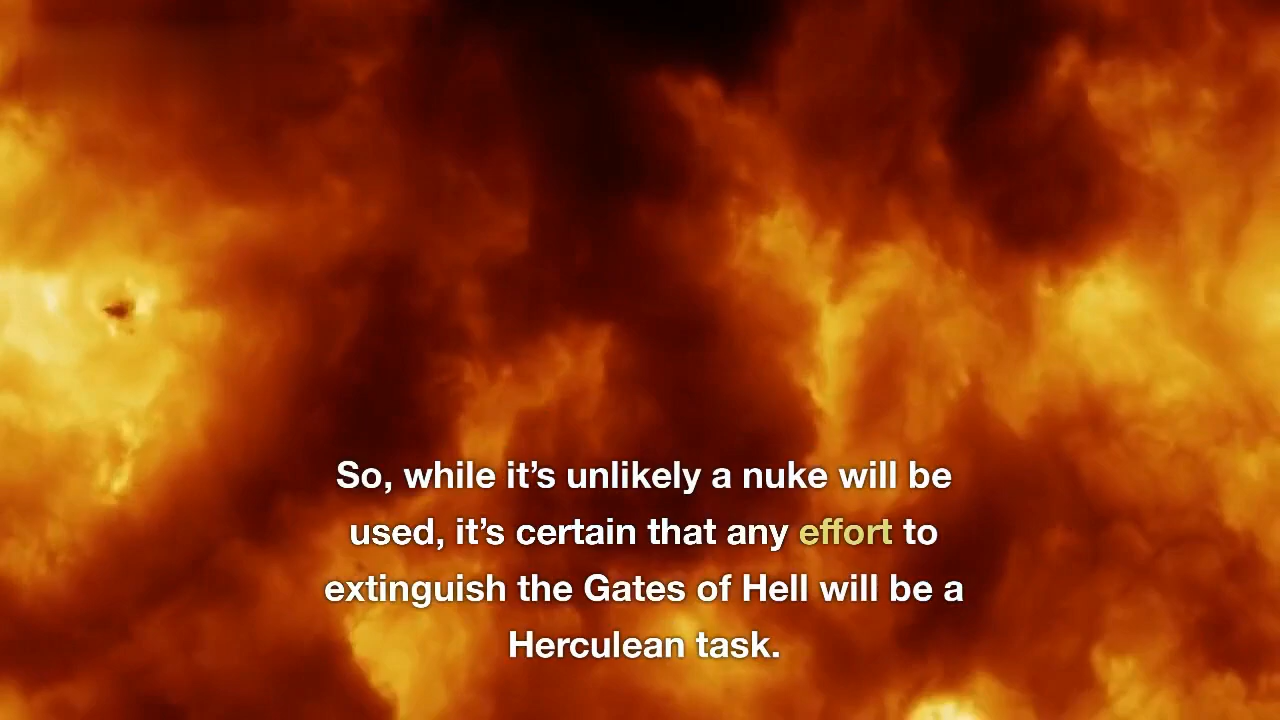 So, while it’s unlikely a nuke will be
used, it’s certain that any effort to
extinguish the Gates of Hell will be a
Herculean task.